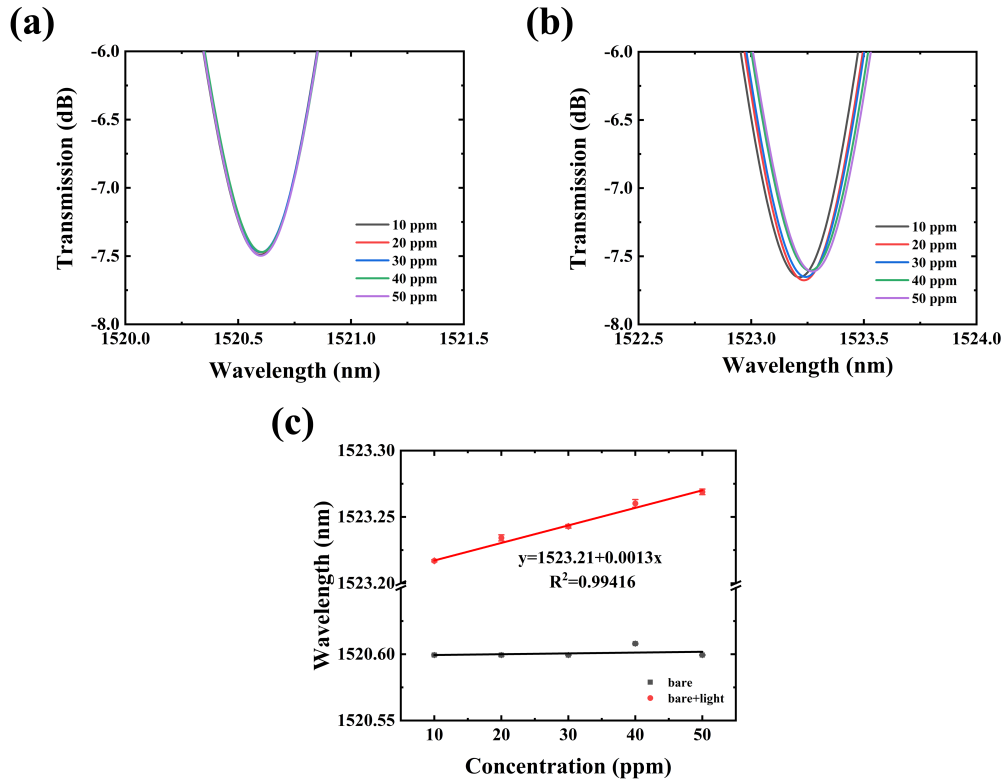 (a)
(b)
-6.0
-6.5
-7.0
-7.5
-8.0
Transmission (dB)
10 ppm
20 ppm
30 ppm
40 ppm
50 ppm
1520.0
1520.5
1521.0
1521.5
Wavelength (nm)
-6.0
-6.5
-7.0
-7.5
-8.0
Transmission (dB)
10 ppm
20 ppm
30 ppm
40 ppm
50 ppm
1522.5
1523.0
1523.5
1524.0
Wavelength (nm)
(c)
1523.30
1523.25
1523.20
1520.60
1520.55
Wavelength (nm)
y=1523.21+0.0013x
R²=0.99416
bare
bare+light
10
20
30
40
50
Concentration (ppm)